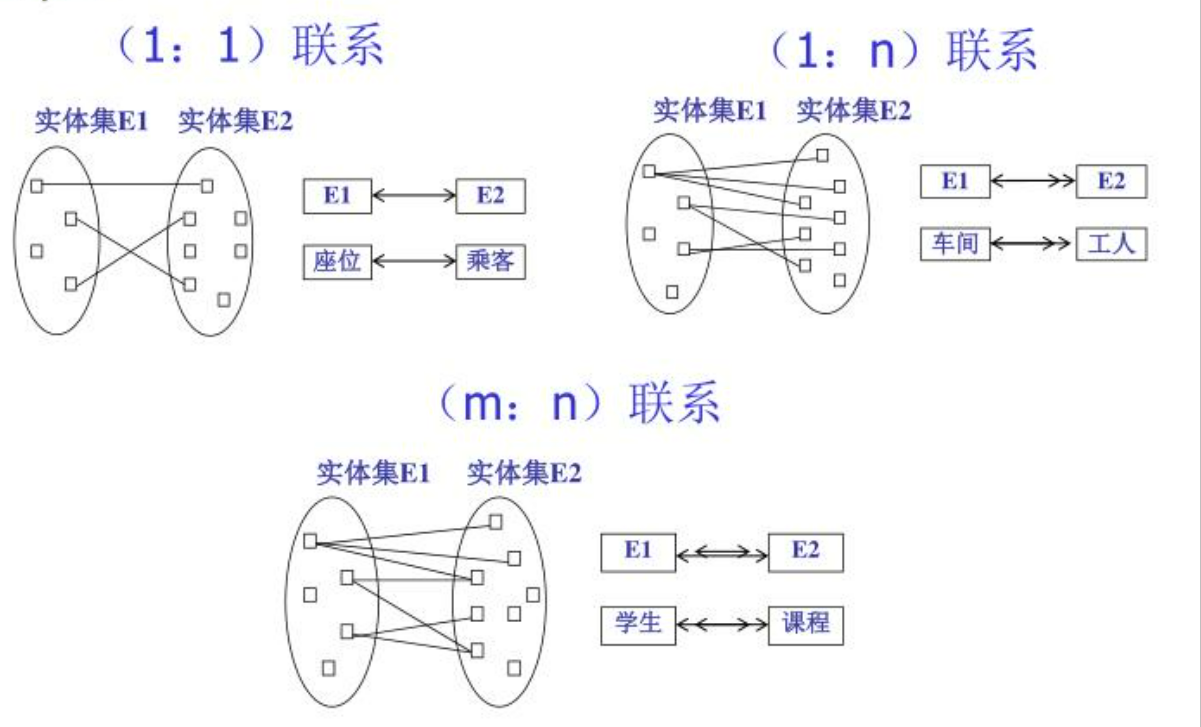 （1：1）联系
实体集E1 实体集E2
E1 E2
座位 乘客
（1：n）联系
实体集E1 实体集E2
E1 E2
车间 工人
（m：n）联系
实体集E1 实体集E2
E1 E2
学生 课程